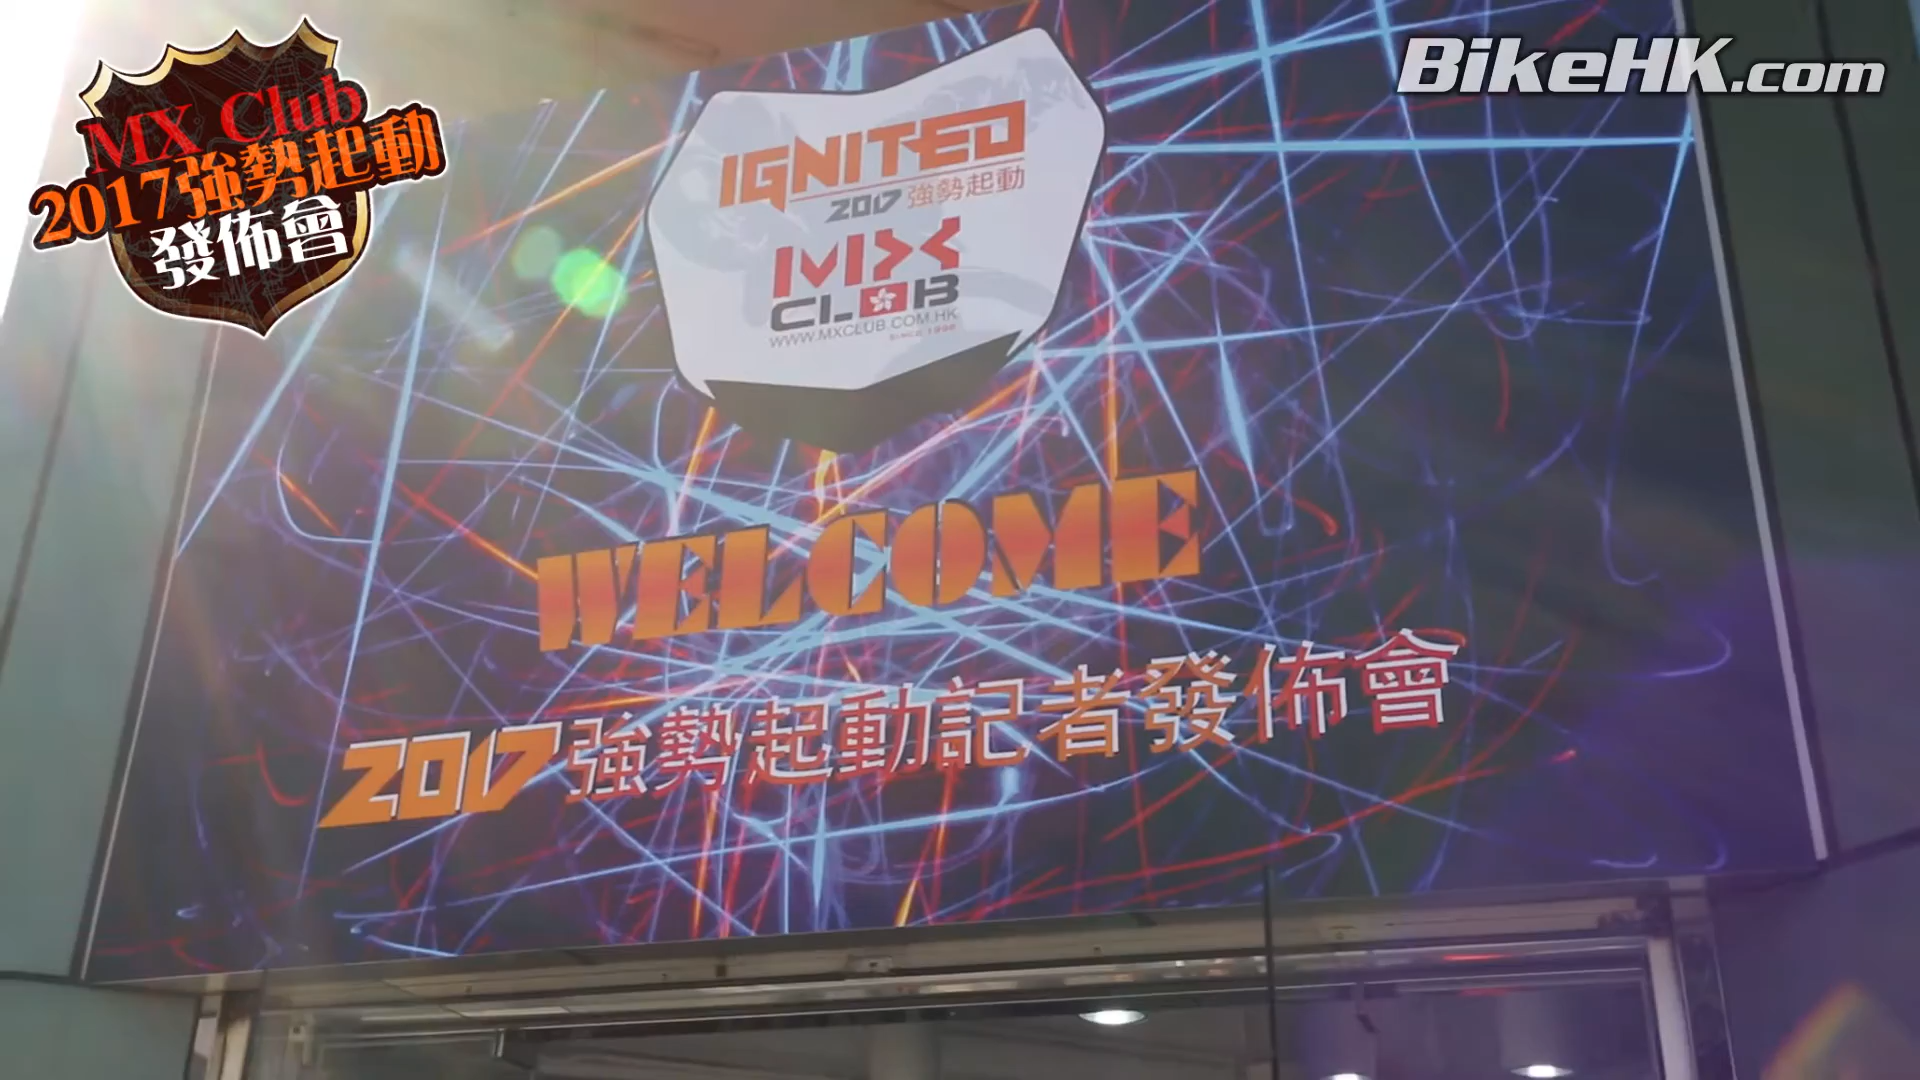 MX Club
2017強勢起動
發佈會
BikeHK.com
IGNITED
2017 強勢起動
MX
CLUB
WWW.MXCLUB.COM.HK
SINCE 1998
WELCOME
2017強勢起動記者發佈會